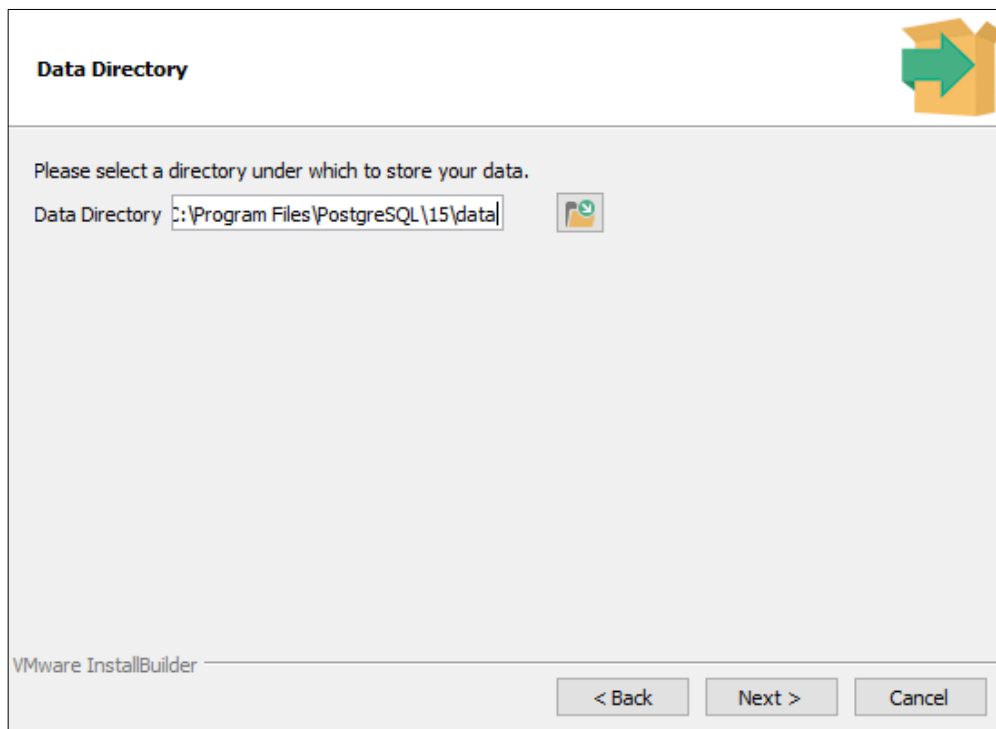 Data Directory
Please select a directory under which to store your data.
Data Directory C:\Program Files\PostgreSQL\15\data
VMware InstallBuilder
< Back Next > Cancel